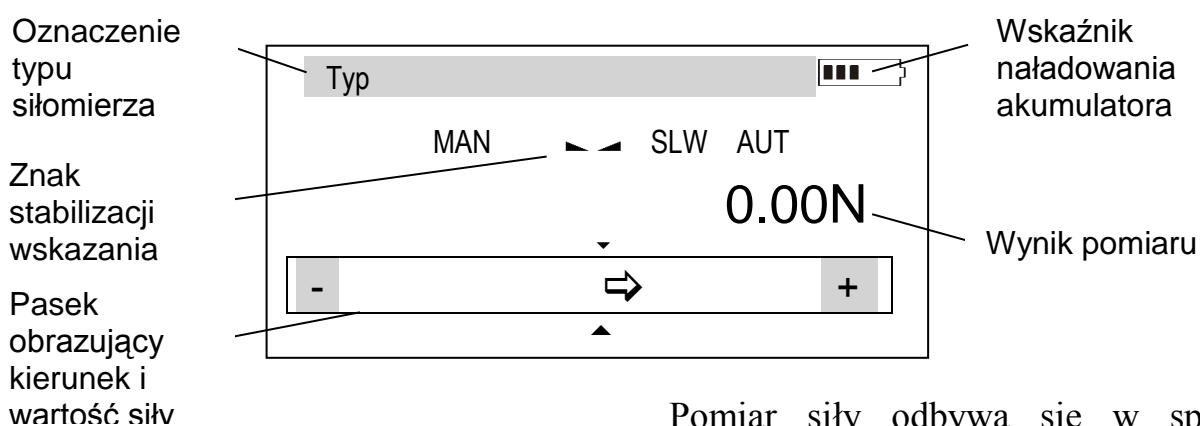 Oznaczenie
typu
siłomierza
Wskaźnik
naładowania
akumulatora
Typ
MAN SLW AUT
Znak
stabilizacji
wskazania
0.00N
Wynik pomiaru
- +
Pasek
obrazujący
kierunek i
wartość siły
Pomiar siły odbywa się w